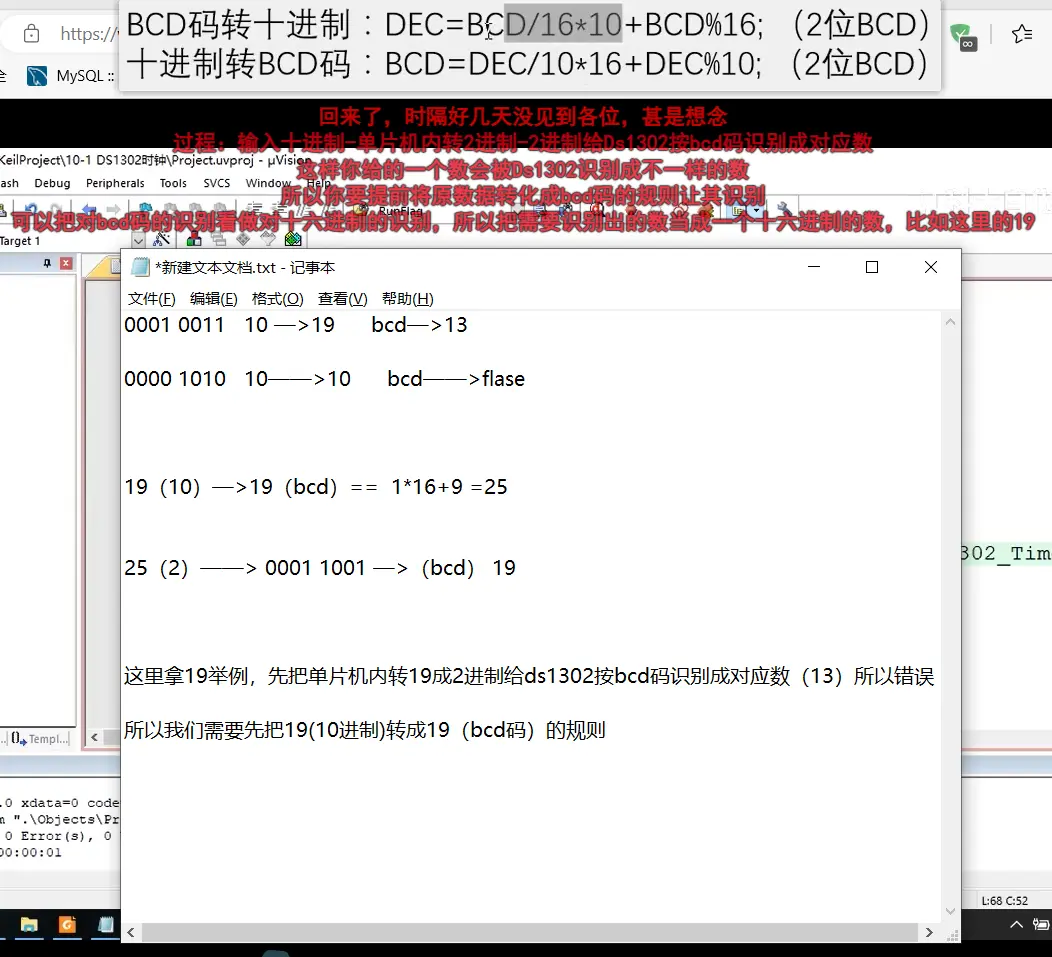 BCD码转十进制：DEC=BCD/16*10+BCD%16; （2位BCD）
十进制转BCD码：BCD=DEC/10*16+DEC%10; （2位BCD）
https://
MySQL ::
回来了，时隔好几天没见到各位，甚是想念
过程：输入十进制-单片机内转2进制-2进制给Ds1302按bcd码识别成对应数
KeilProject\10-1 DS1302时钟\Project.uvproj - µVision
这样你给的一个数会被Ds1302识别成不一样的数
ash Debug Peripherals Tools SVCS Window Help
所以你要提前将原数据转化成bcd码的规则让其识别
RunFlag
可以把对bcd码的识别看做对十六进制的识别，所以把需要识别出的数当成一个十六进制的数，比如这里的19
Target 1
*新建文本文档.txt - 记事本
文件(F) 编辑(E) 格式(O) 查看(V) 帮助(H)
0001 0011 10 —>19 bcd—>13
0000 1010 10——>10 bcd——>flase
19（10）—>19（bcd）== 1*16+9 =25
302_Tim
25（2）——> 0001 1001 —>（bcd） 19
这里拿19举例，先把单片机内转19成2进制给ds1302按bcd码识别成对应数（13）所以错误
所以我们需要先把19(10进制)转成19（bcd码）的规则
Templ...
.0 xdata=0 code
m ".\Objects\Pr
0 Error(s), 0
00:00:01
L:68 C:52